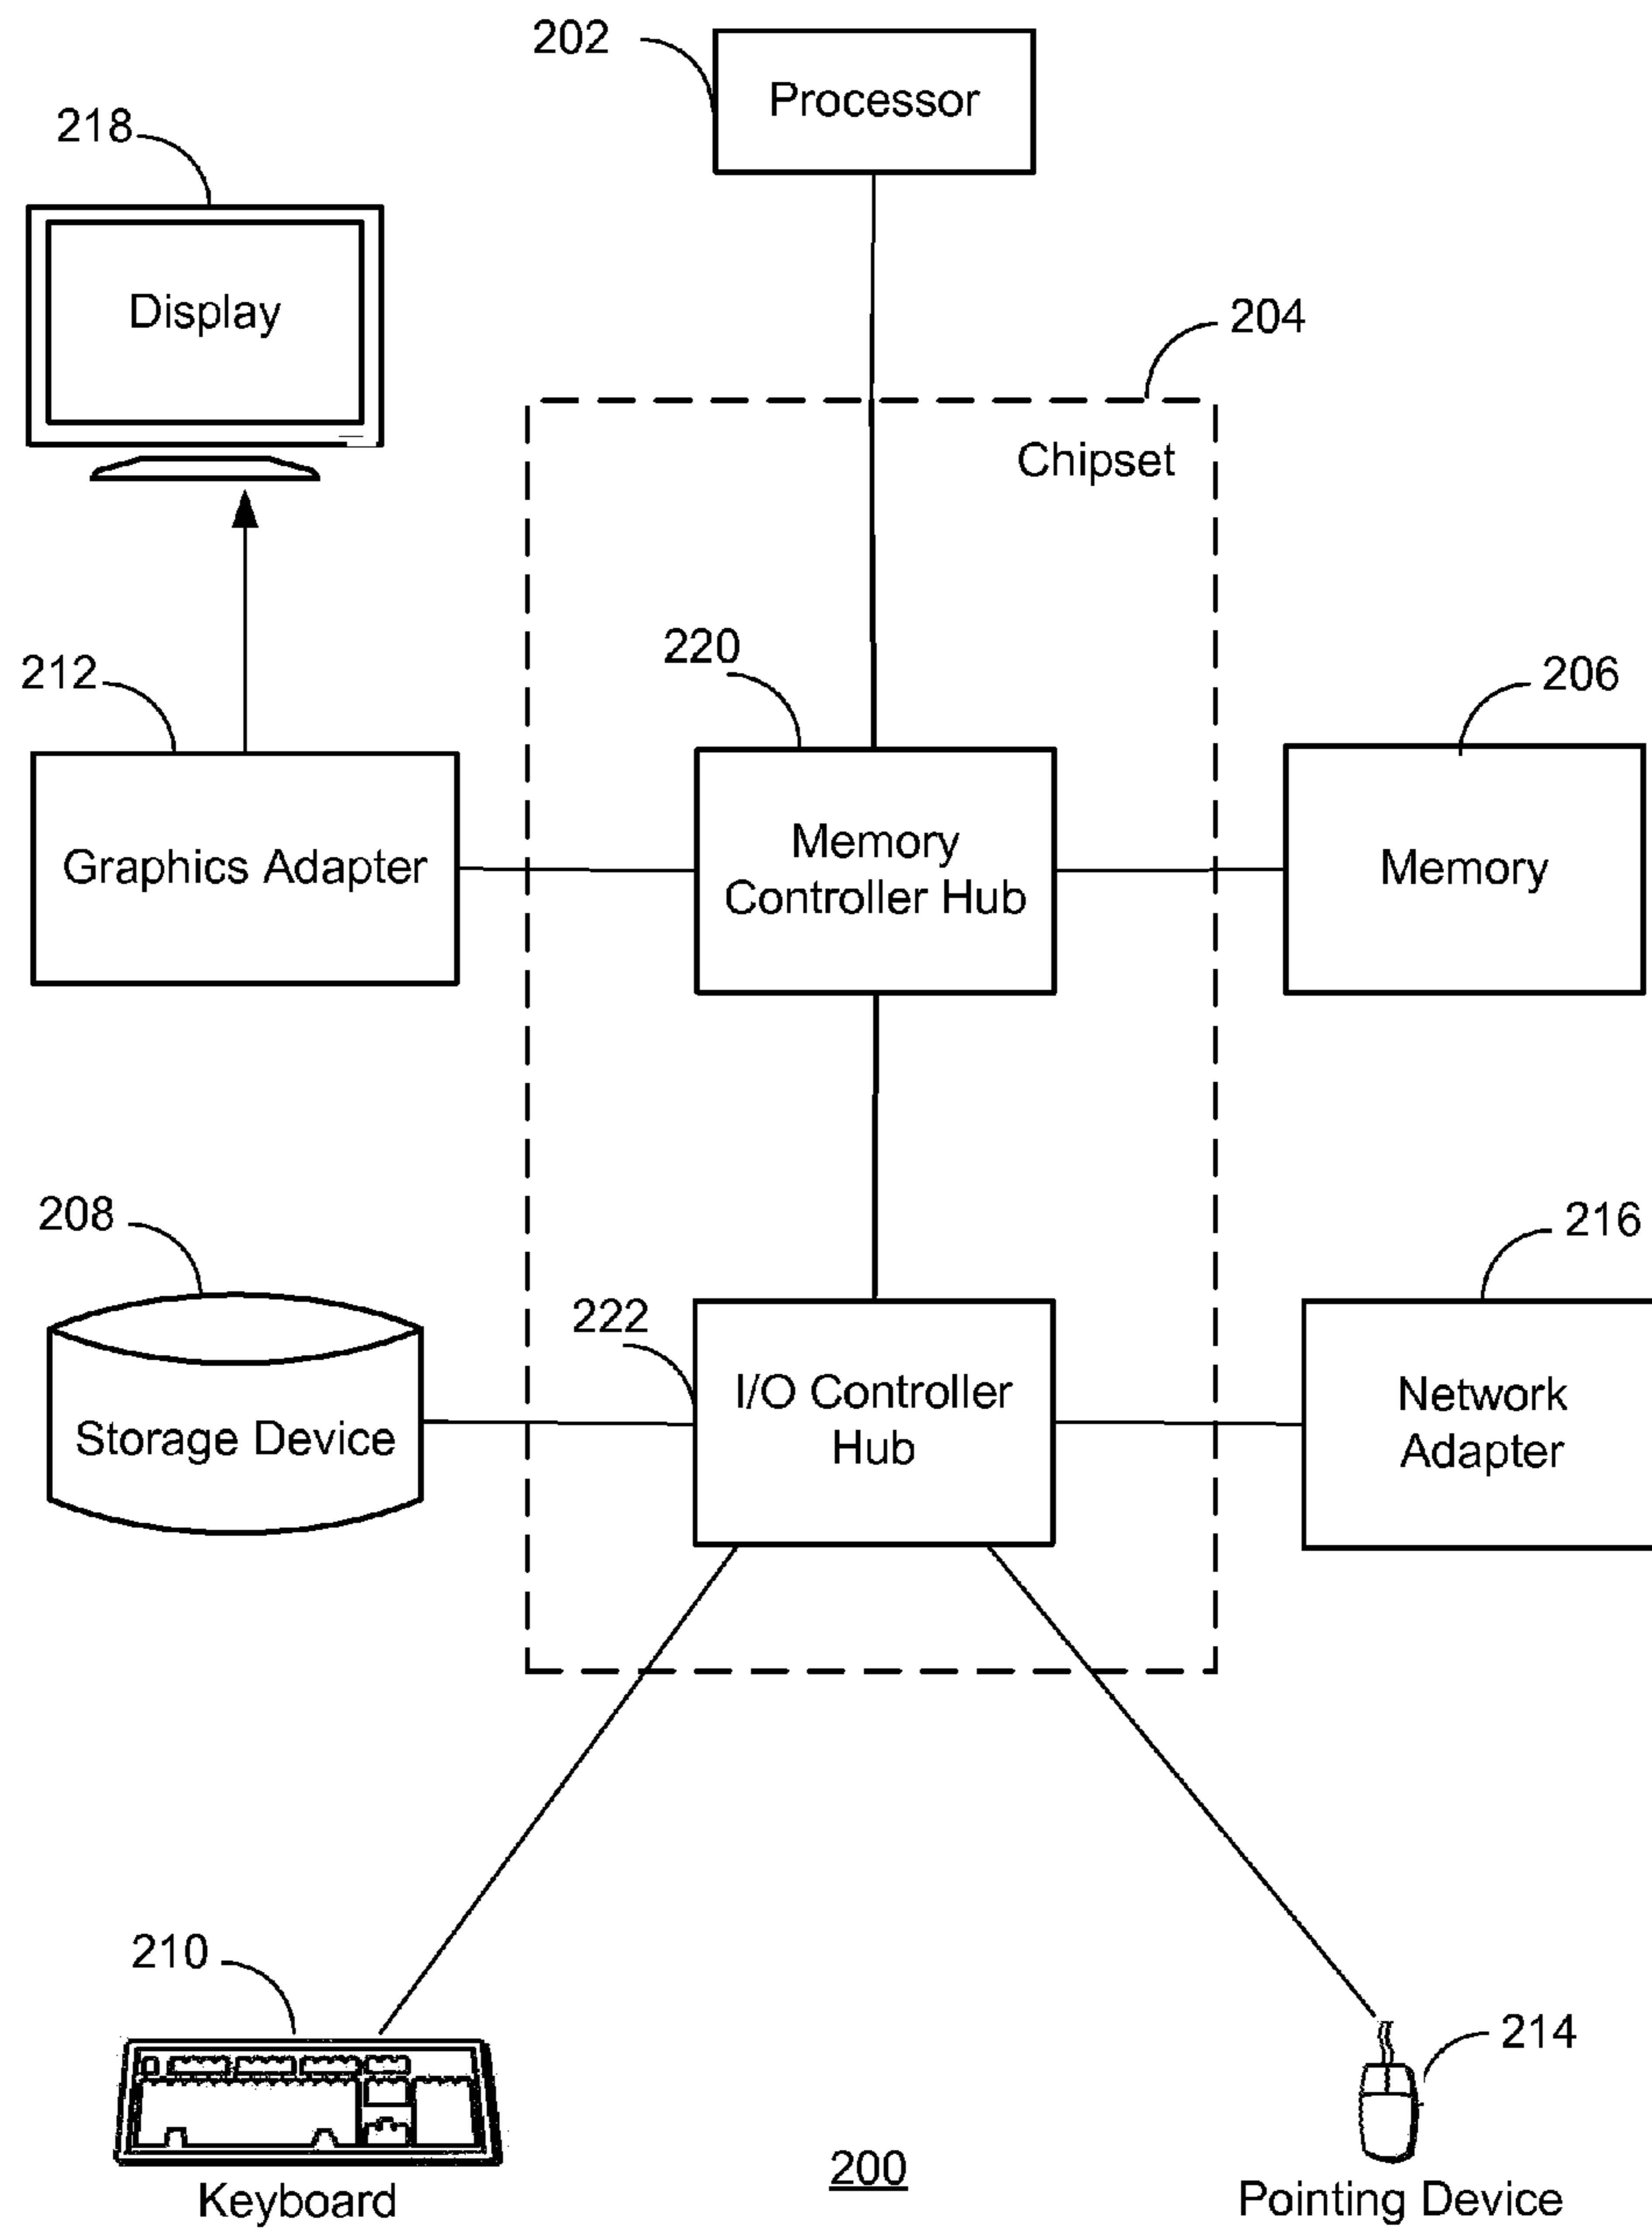 202
Processor
218
Display
204
Chipset
220
212
206
Graphics Adapter
Memory
Controller Hub
Memory
208
216
222
Storage Device
I/O Controller
Hub
Network
Adapter
210
214
Keyboard
200
Pointing Device